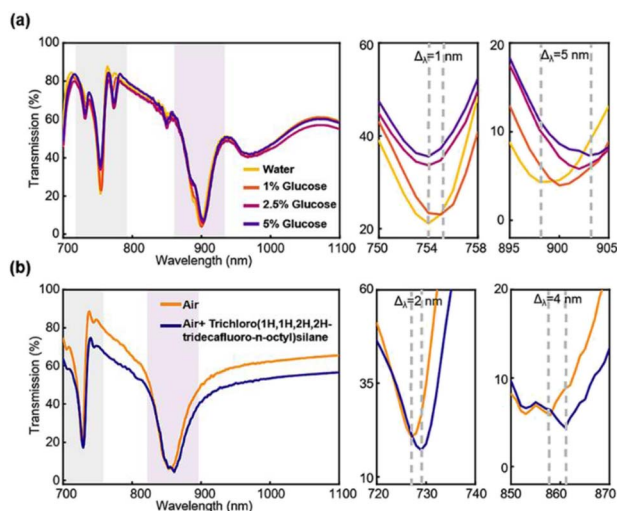 (a)
100
80
60
40
20
0
Transmission (%)
Water
1% Glucose
2.5% Glucose
5% Glucose
700 800 900 1000 1100
Wavelength (nm)
60
40
20
Δλ=1 nm
750 754 758
20
10
0
Δλ=5 nm
895 900 905
(b)
100
80
60
40
20
0
Transmission (%)
Air
Air+ Trichloro(1H,1H,2H,2H-
tridecafluoro-n-octyl)silane
700 800 900 1000 1100
Wavelength (nm)
60
35
10
Δλ=2 nm
720 730 740
20
10
0
Δλ=4 nm
850 860 870